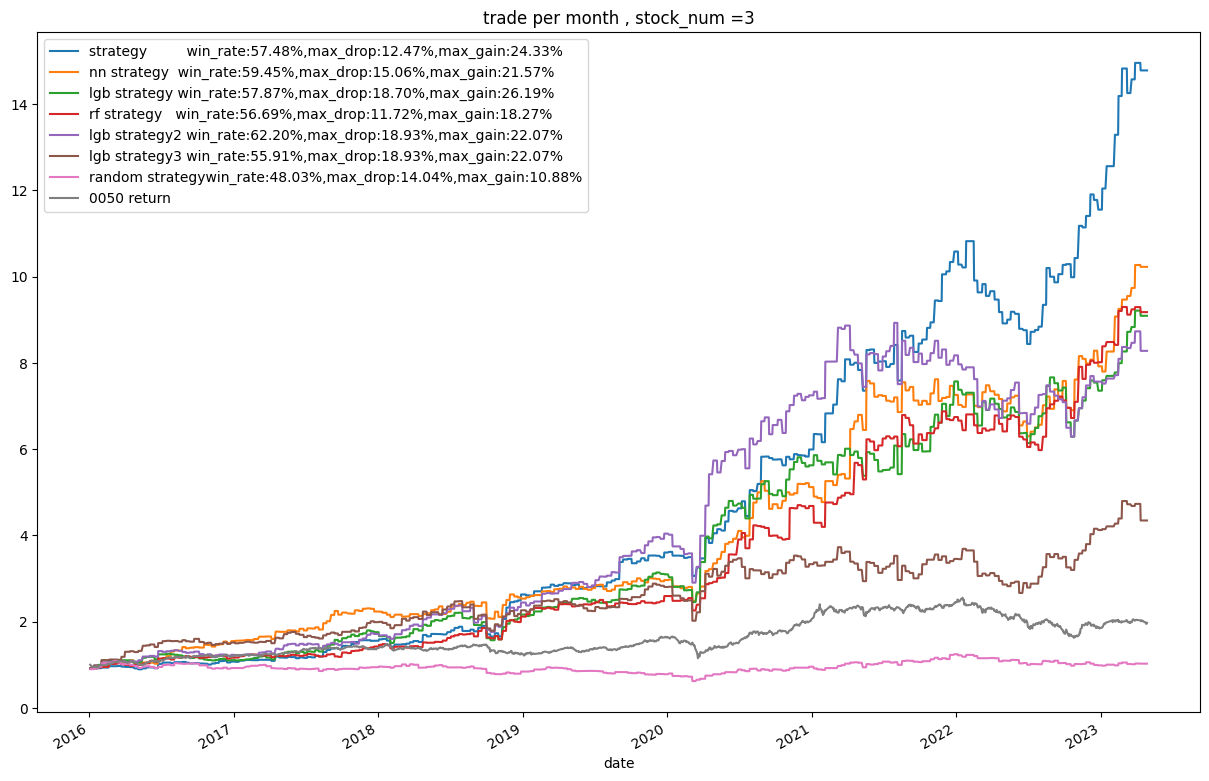 trade per month , stock_num =3
strategy         win_rate:57.48%,max_drop:12.47%,max_gain:24.33%
nn strategy  win_rate:59.45%,max_drop:15.06%,max_gain:21.57%
lgb strategy win_rate:57.87%,max_drop:18.70%,max_gain:26.19%
rf strategy   win_rate:56.69%,max_drop:11.72%,max_gain:18.27%
lgb strategy2 win_rate:62.20%,max_drop:18.93%,max_gain:22.07%
lgb strategy3 win_rate:55.91%,max_drop:18.93%,max_gain:22.07%
random strategywin_rate:48.03%,max_drop:14.04%,max_gain:10.88%
0050 return
14
12
10
8
6
4
2
0
2016
2017
2018
2019
2020
2021
2022
2023
date